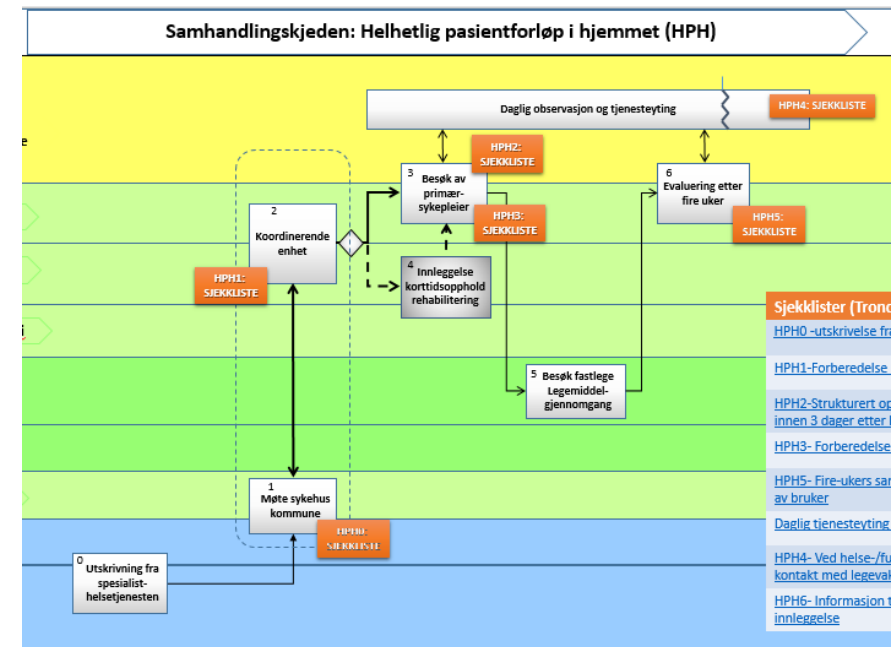 Samhandlingskjeden: Helhetlig pasientforløp i hjemmet (HPH)
Daglig observasjon og tjenesteyting
HPH4: SJEKKLISTE
e
HPH2:
SJEKKLISTE
3
Besøk av
primær-
sykepleier
HPH3:
SJEKKLISTE
6
Evaluering etter
fire uker
HPH5:
SJEKKLISTE
2
Koordinerende
enhet
HPH1:
SJEKKLISTE
4
Innleggelse
korttidsopphold
rehabilitering
i
5
Besøk fastlege
Legemiddel-
gjennomgang
1
Møte sykehus
kommune
HPH0:
SJEKKLISTE
0
Utskrivning fra
spesialist-
helsetjenesten
Sjekklister (Trond
HPH0 -utskrivelse fra
HPH1-Forberedelse
HPH2-Strukturert op
innen 3 dager etter
HPH3- Forberedelse
HPH5- Fire-ukers sam
av bruker
Daglig tjenesteyting
HPH4- Ved helse-/fu
kontakt med legevak
HPH6- Informasjon t
innleggelse